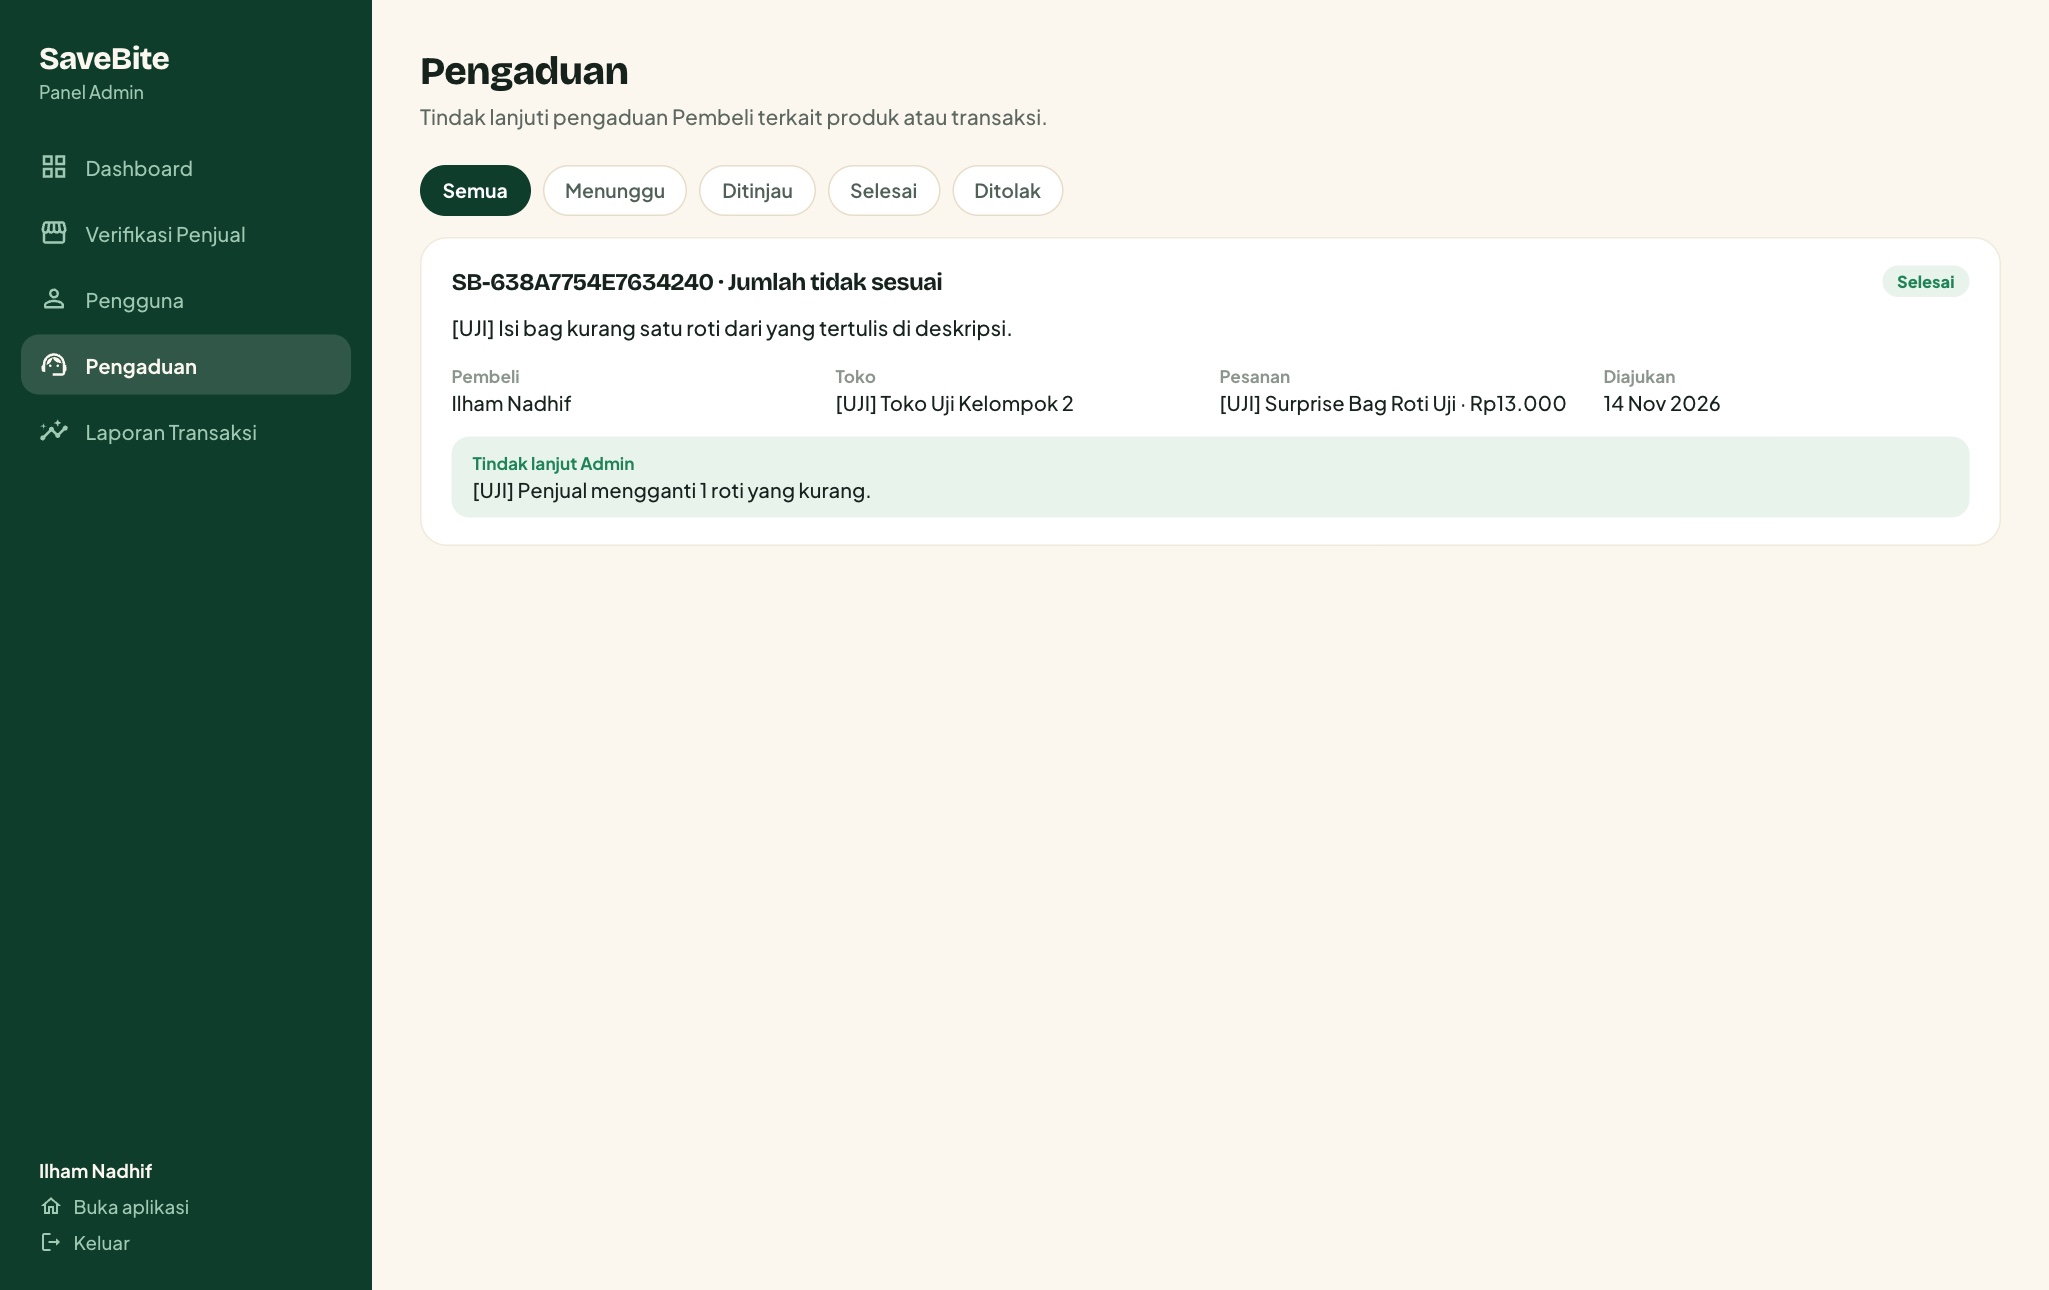 SaveBite
Panel Admin
Dashboard
Verifikasi Penjual
Pengguna
Pengaduan
Laporan Transaksi
Ilham Nadhif
Buka aplikasi
Keluar
Pengaduan
Tindak lanjuti pengaduan Pembeli terkait produk atau transaksi.
Semua Menunggu Ditinjau Selesai Ditolak
SB-638A7754E7634240 · Jumlah tidak sesuai Selesai
[UJI] Isi bag kurang satu roti dari yang tertulis di deskripsi.
Pembeli Toko Pesanan Diajukan
Ilham Nadhif [UJI] Toko Uji Kelompok 2 [UJI] Surprise Bag Roti Uji · Rp13.000 14 Nov 2026
Tindak lanjut Admin
[UJI] Penjual mengganti 1 roti yang kurang.